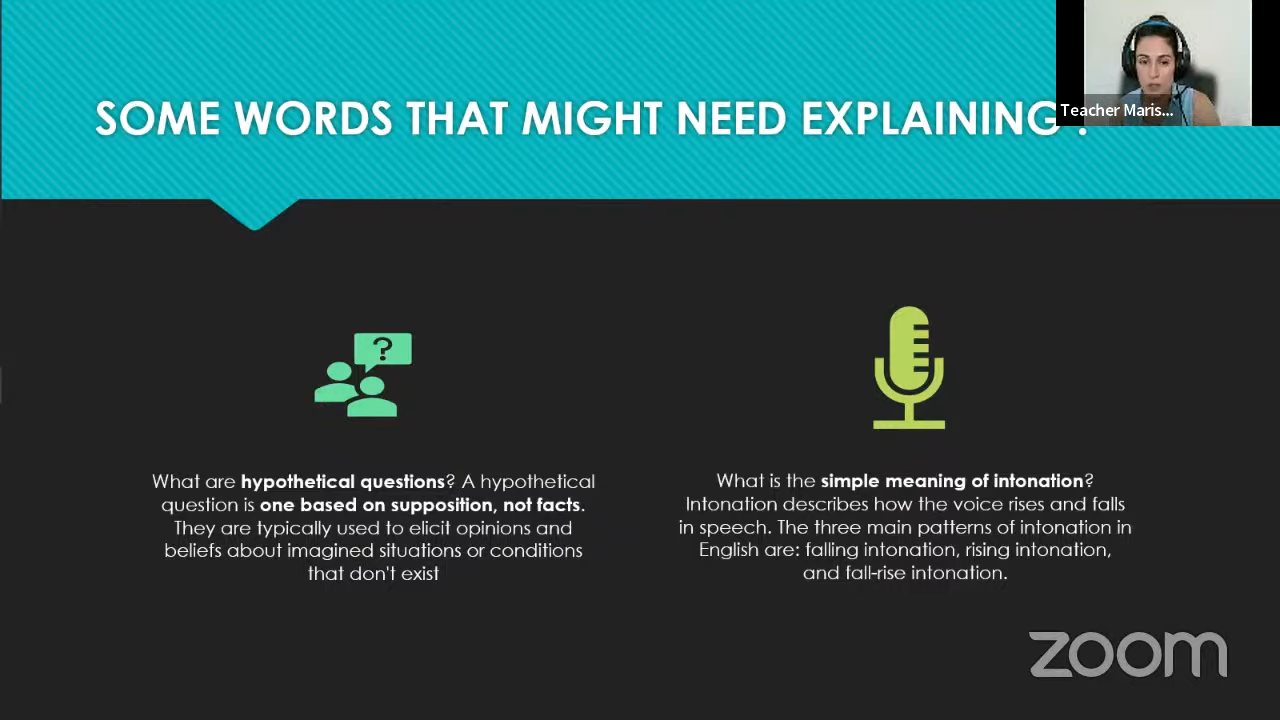 SOME WORDS THAT MIGHT NEED EXPLAINING :
Teacher Maris...
?
What are hypothetical questions? A hypothetical
question is one based on supposition, not facts.
They are typically used to elicit opinions and
beliefs about imagined situations or conditions
that don't exist
What is the simple meaning of intonation?
Intonation describes how the voice rises and falls
in speech. The three main patterns of intonation in
English are: falling intonation, rising intonation,
and fall-rise intonation.
zoom